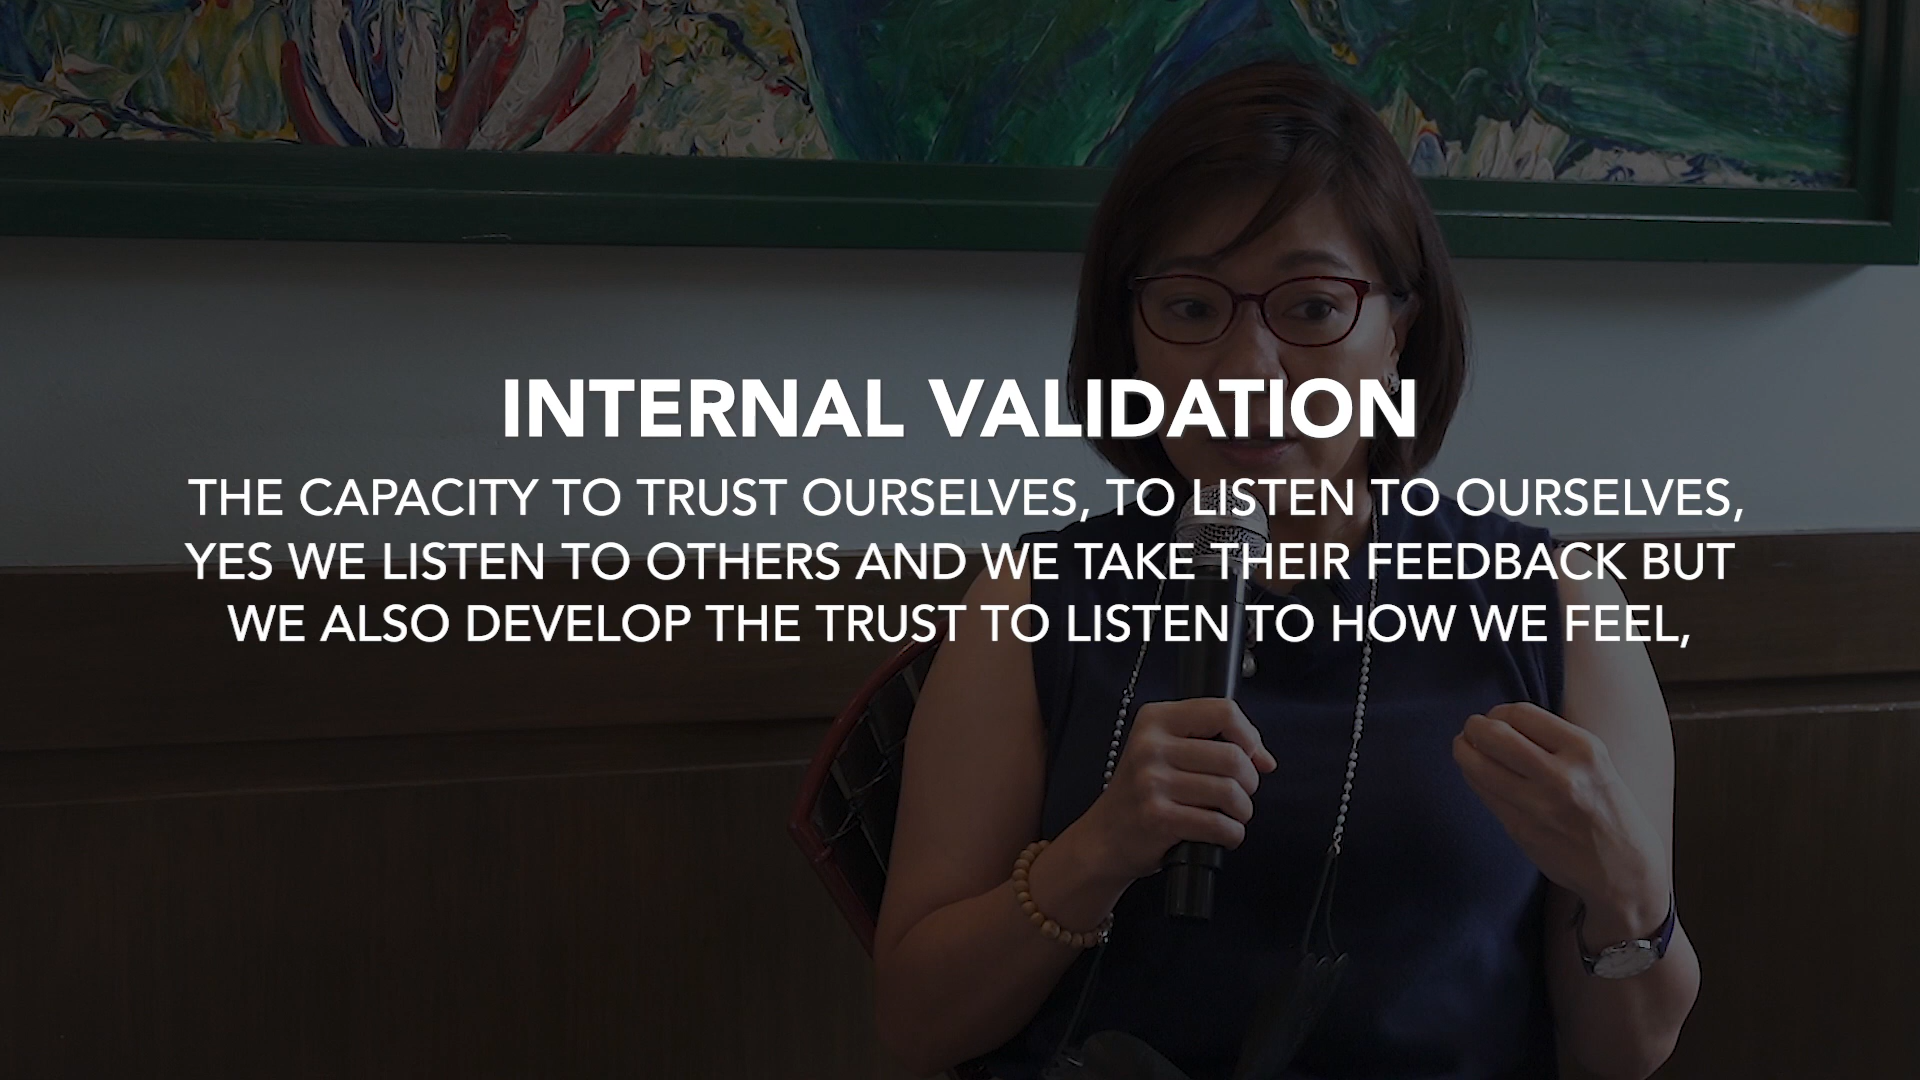 INTERNAL VALIDATION
THE CAPACITY TO TRUST OURSELVES, TO LISTEN TO OURSELVES,
YES WE LISTEN TO OTHERS AND WE TAKE THEIR FEEDBACK BUT
WE ALSO DEVELOP THE TRUST TO LISTEN TO HOW WE FEEL,